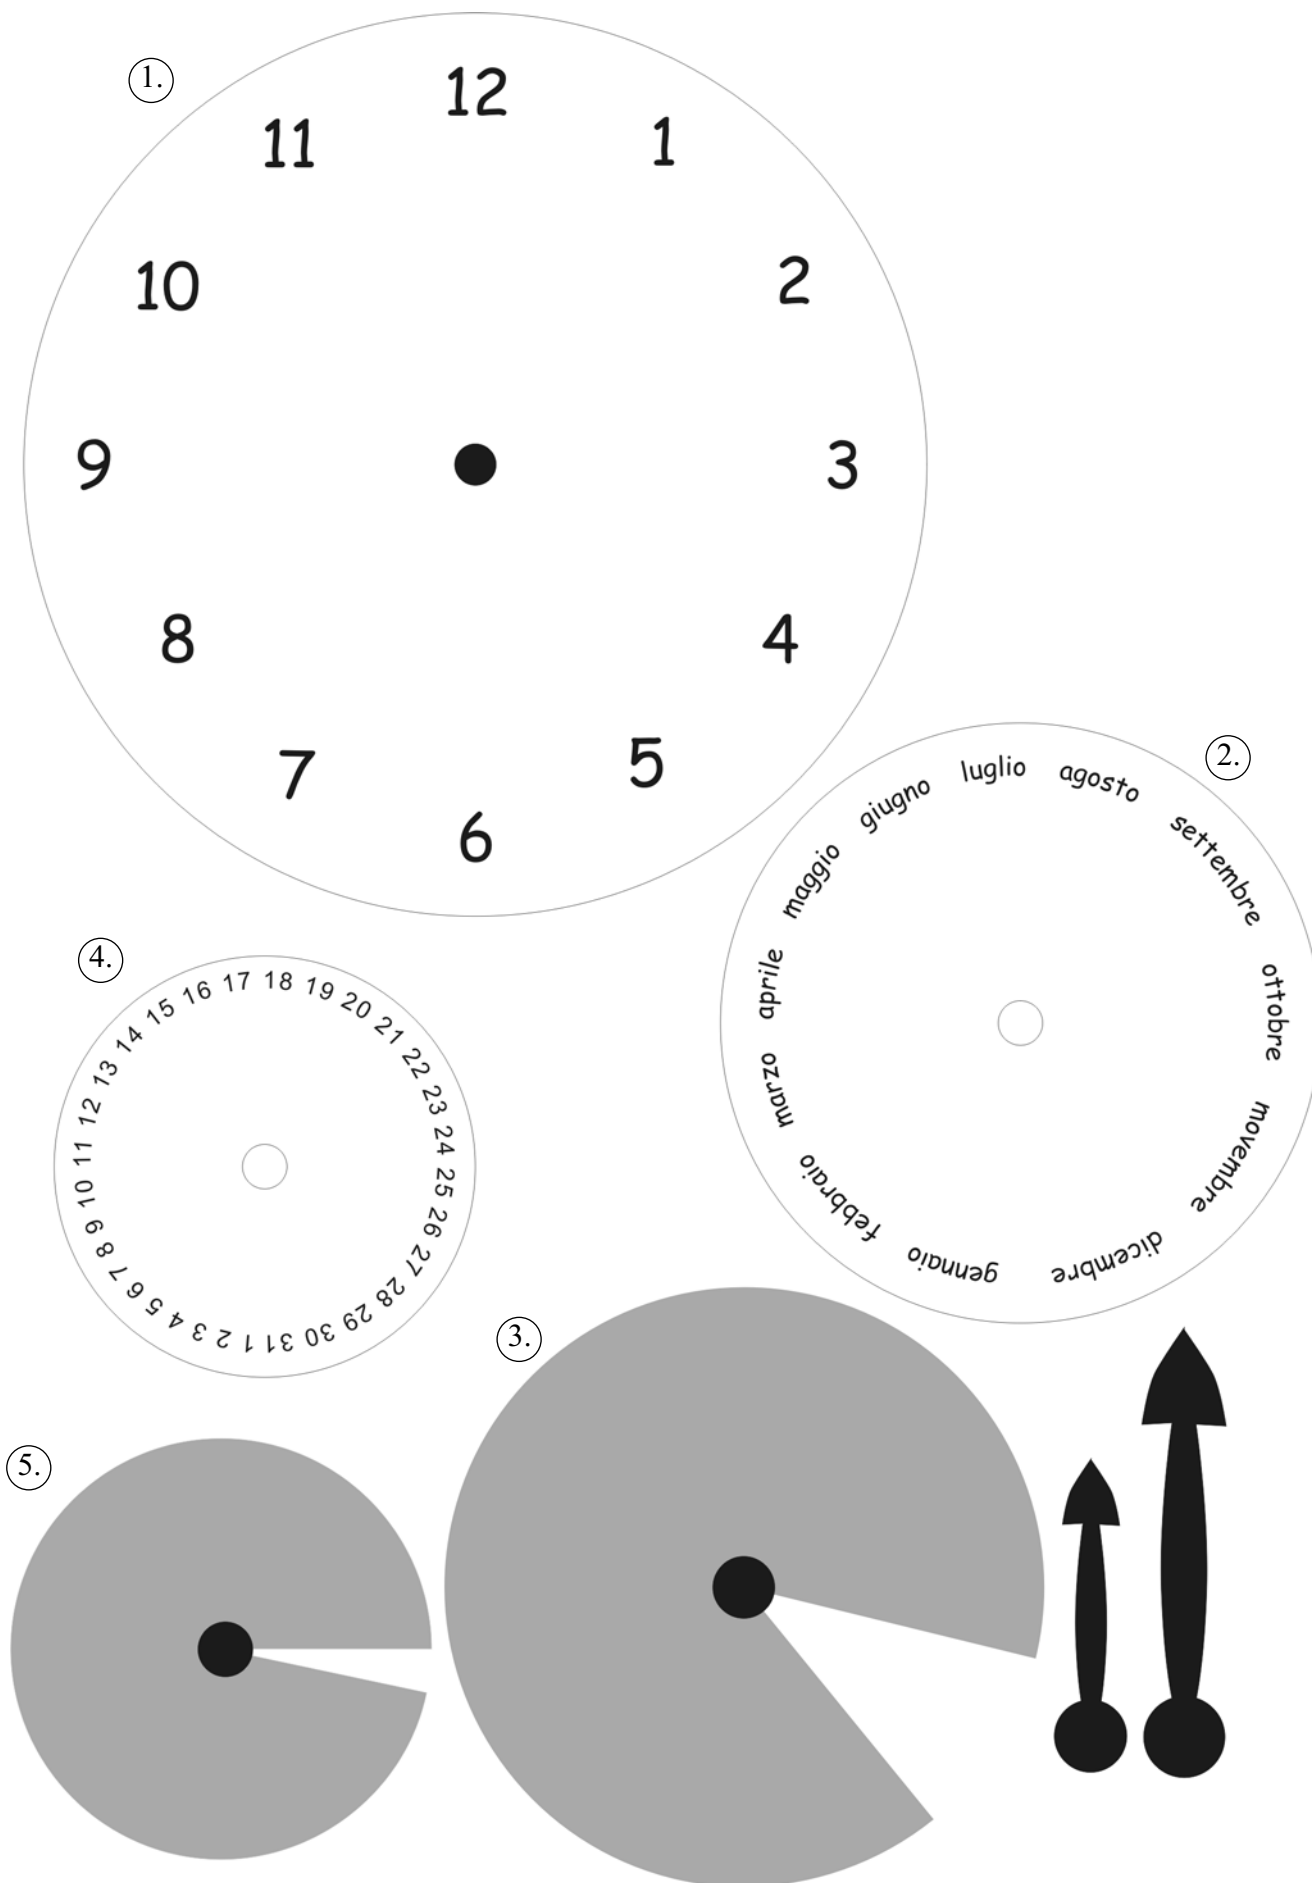 1.
12
1
2
3
4
5
6
7
8
9
10
11
2.
gennaio
febbraio
marzo
aprile
maggio
giugno
luglio
agosto
settembre
ottobre
movembre
dicembre
4.
1 2 3 4 5 6 7 8 9 10 11 12 13 14 15 16 17 18 19 20 21 22 23 24 25 26 27 28 29 30 31
3.
5.